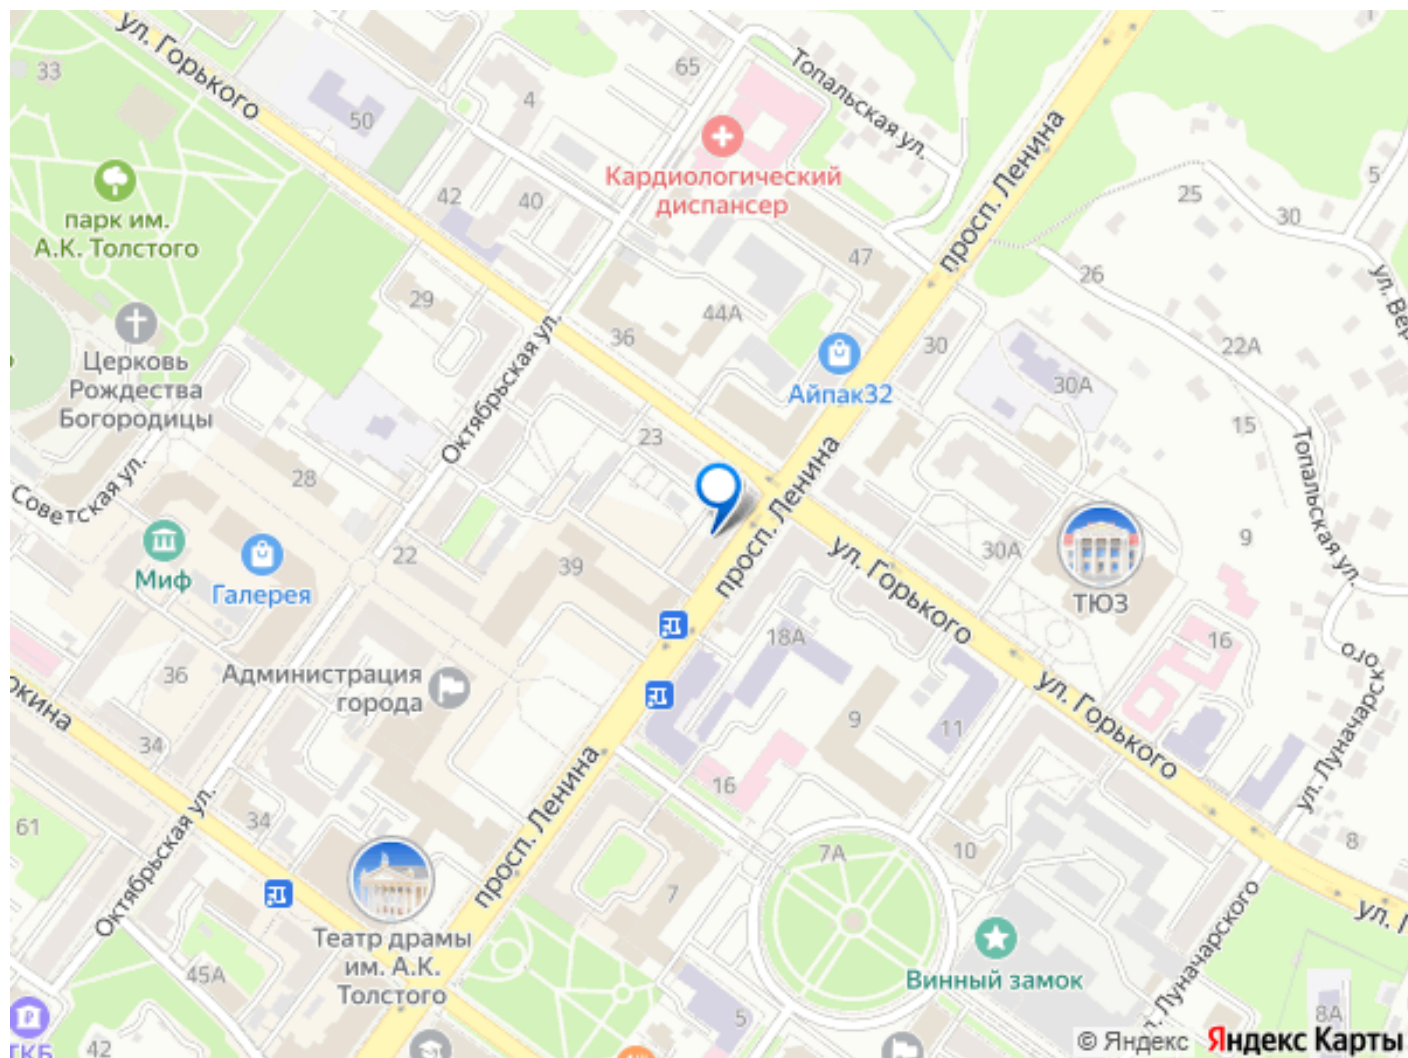 ул. Горького
33
65
4
50
Топальская ул.
просп. Ленина
Кардиологический
диспансер
42
40
25
5
30
парк им.
А.К. Толстого
47
26
29
44А
36
30
22А
Церковь
Рождества
Богородицы
Октябрьская ул.
Айпак32
30А
15
23
28
Советская ул.
просп. Ленина
Топальская ул.
22
39
30А
9
Миф
Галерея
ул. Горького
ТЮЗ
18А
16
36
Администрация
города
ул. Горького
34
9
11
ул. Луначарского
16
просп. Ленина
61
34
Октябрьская ул.
7А
10
8
7
Театр драмы
им. А.К.
Толстого
45А
Винный замок
5
8А
42
© Яндекс
Яндекс Карты